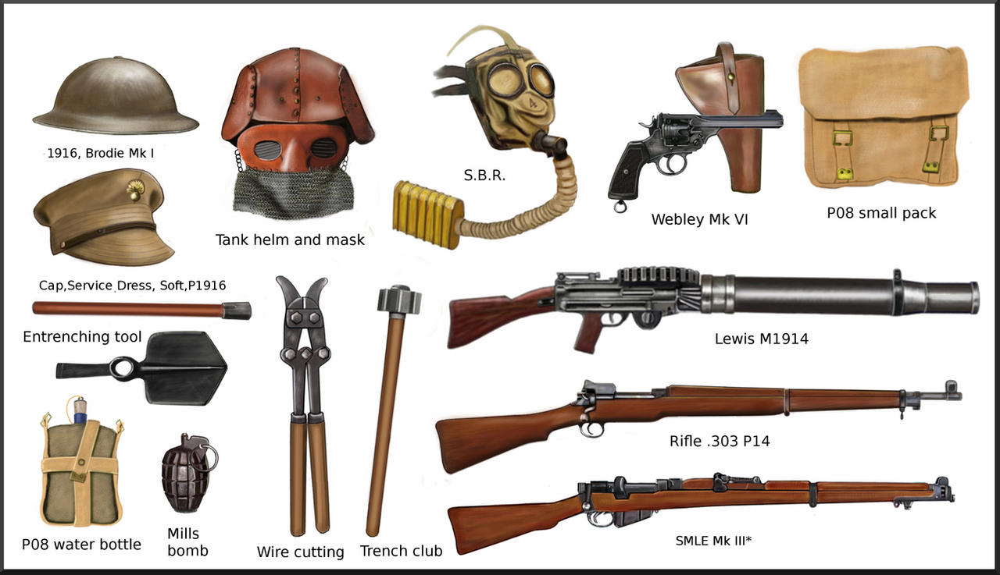 1916, Brodie Mk I
Tank helm and mask
S.B.R.
4
Webley Mk VI
P08 small pack
Cap,Service Dress, Soft,P1916
Entrenching tool
Lewis M1914
Rifle .303 P14
P08 water bottle
Mills
bomb
Wire cutting
Trench club
SMLE Mk III*